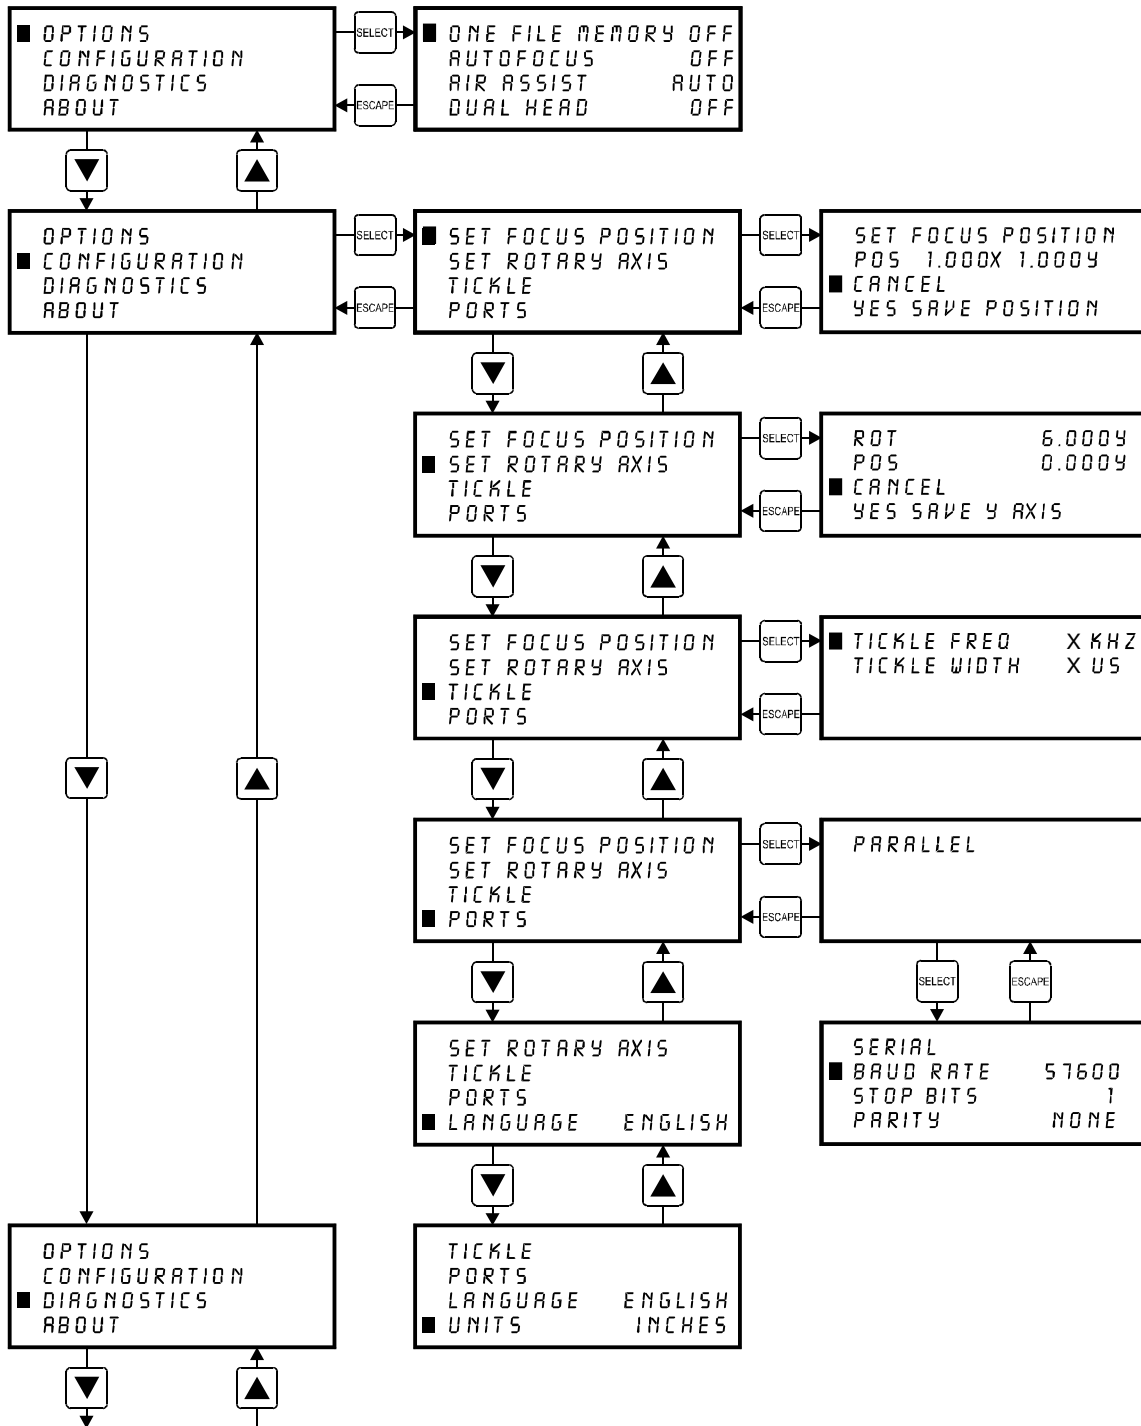 OPTIONS
CONFIGURATION
DIAGNOSTICS
ABOUT
SELECT
ESCAPE
ONE FILE MEMORY OFF
AUTOFOCUS OFF
AIR ASSIST AUTO
DUAL HEAD OFF
OPTIONS
CONFIGURATION
DIAGNOSTICS
ABOUT
SELECT
ESCAPE
SET FOCUS POSITION
SET ROTARY AXIS
TICKLE
PORTS
SELECT
ESCAPE
SET FOCUS POSITION
POS 1.000X 1.000Y
CANCEL
YES SAVE POSITION
SET FOCUS POSITION
SET ROTARY AXIS
TICKLE
PORTS
SELECT
ESCAPE
ROT 6.000Y
POS 0.000Y
CANCEL
YES SAVE Y AXIS
SET FOCUS POSITION
SET ROTARY AXIS
TICKLE
PORTS
SELECT
ESCAPE
TICKLE FREQ X KHZ
TICKLE WIDTH X US
SET FOCUS POSITION
SET ROTARY AXIS
TICKLE
PORTS
SELECT
ESCAPE
PARALLEL
SELECT
ESCAPE
SET ROTARY AXIS
TICKLE
PORTS
LANGUAGE ENGLISH
SERIAL
BAUD RATE 57600
STOP BITS 1
PARITY NONE
OPTIONS
CONFIGURATION
DIAGNOSTICS
ABOUT
TICKLE
PORTS
LANGUAGE ENGLISH
UNITS INCHES